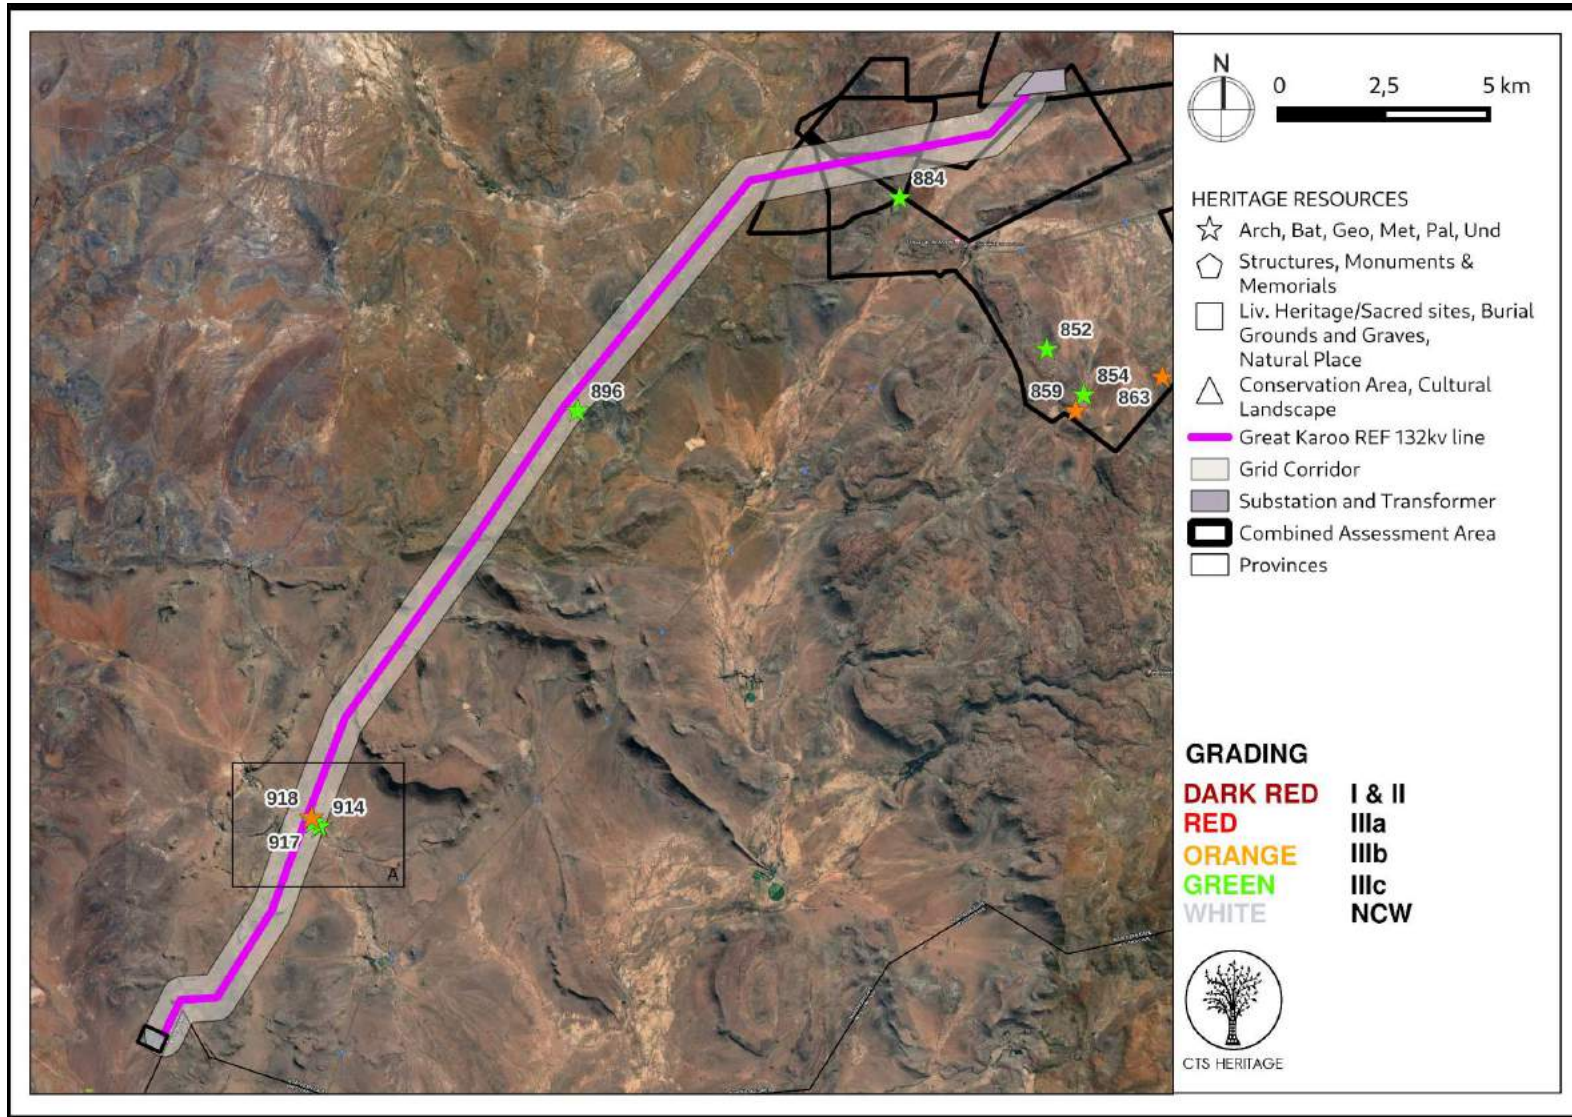 884
852
854
859
863
896
918
914
917
A
N
0 2,5 5 km
HERITAGE RESOURCES
Arch, Bat, Geo, Met, Pal, Und
Structures, Monuments &
Memorials
Liv. Heritage/Sacred sites, Burial
Grounds and Graves,
Natural Place
Conservation Area, Cultural
Landscape
Great Karoo REF 132kv line
Grid Corridor
Substation and Transformer
Combined Assessment Area
Provinces
GRADING
DARK RED I & II
RED IIIa
ORANGE IIIb
GREEN IIIc
WHITE NCW
CTS HERITAGE